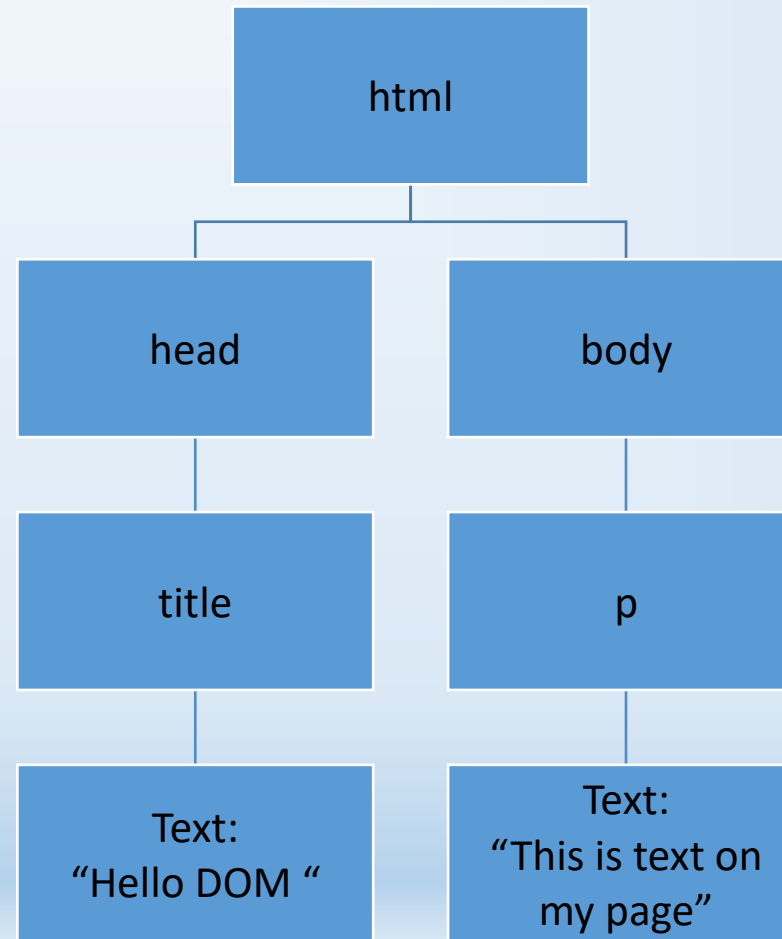 html
head
body
title
p
Text:
“Hello DOM “
Text:
“This is text on
my page”